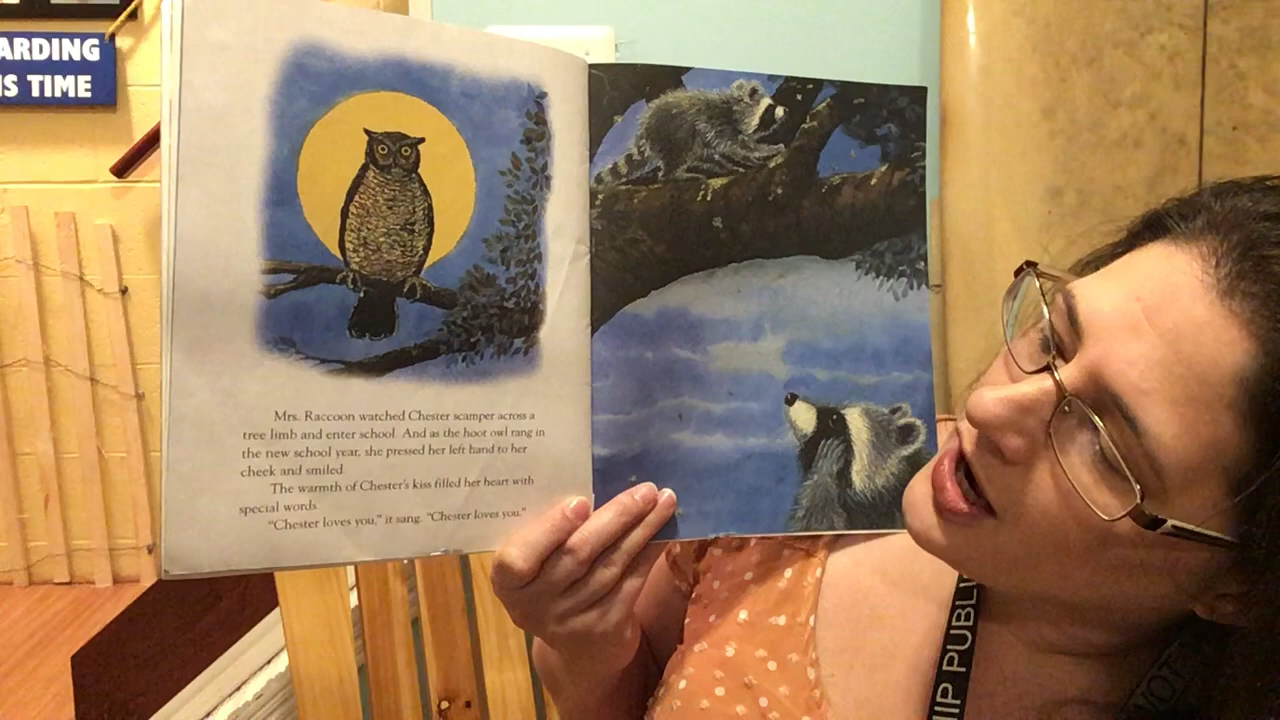 ARDING
IS TIME
Mrs. Raccoon watched Chester scamper across a
tree limb and enter school. And as the hoot owl rang in
the new school year, she pressed her left hand to her
cheek and smiled.
The warmth of Chester's kiss filled her heart with
special words.
"Chester loves you," it sang. "Chester loves you."
HIP PUBLI